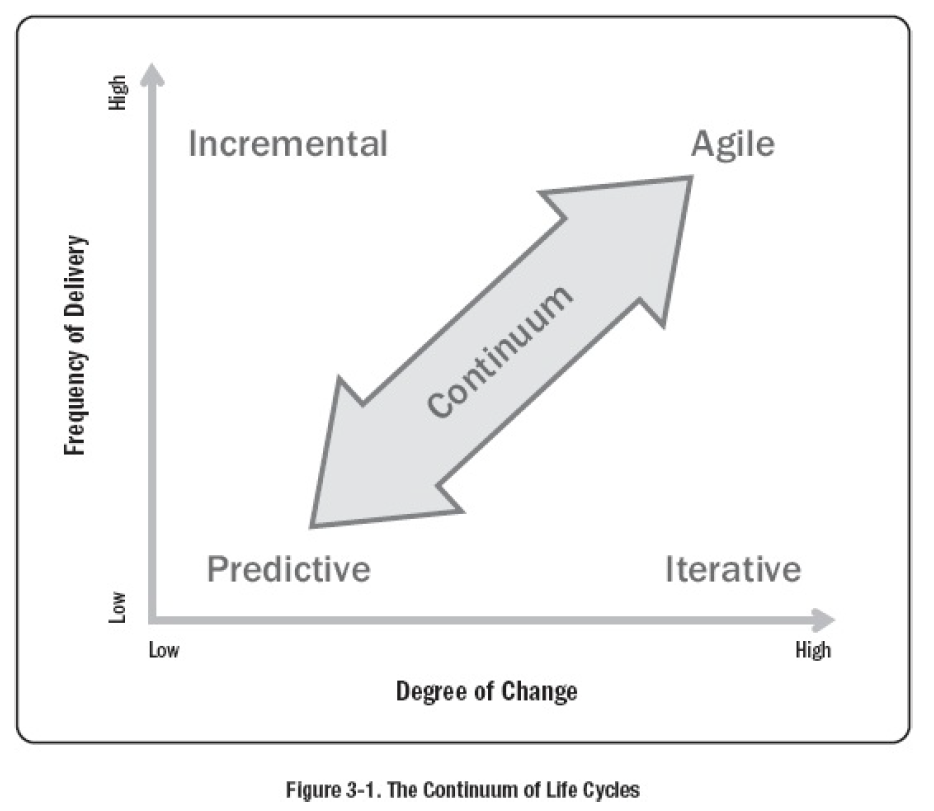 High
Incremental
Agile
Frequency of Delivery
Continuum
Predictive
Iterative
Low
Low
High
Degree of Change
Figure 3-1. The Continuum of Life Cycles